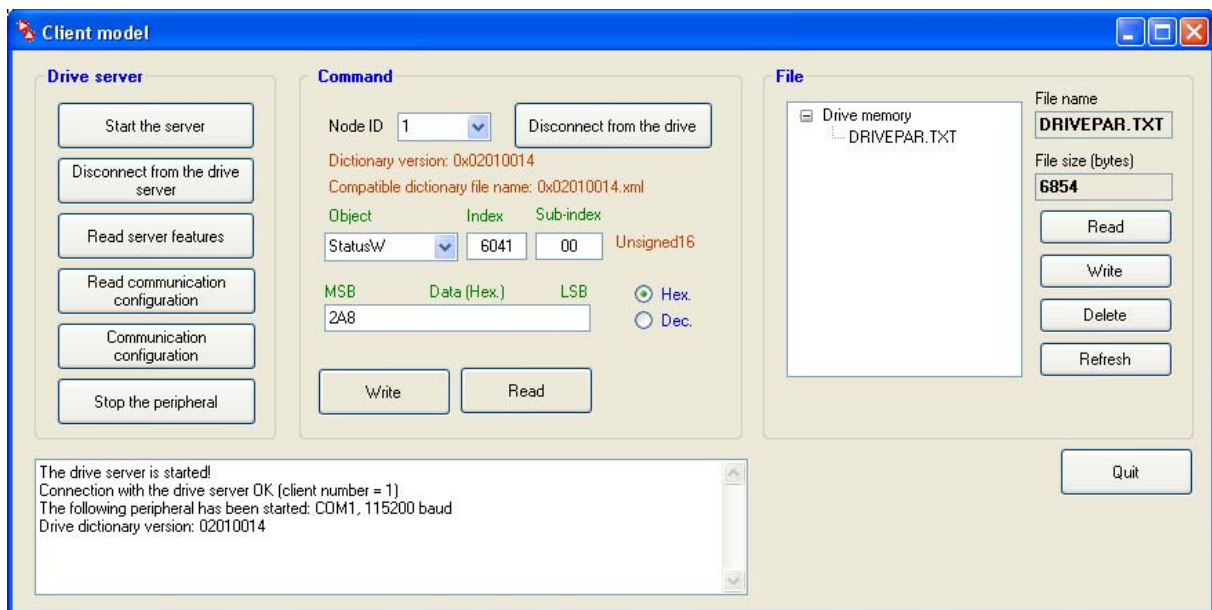 Client model
Drive server
Start the server
Disconnect from the drive
server
Read server features
Read communication
configuration
Communication
configuration
Stop the peripheral
Command
Node ID 1 Disconnect from the drive
Dictionary version: 0x02010014
Compatible dictionary file name: 0x02010014.xml
Object Index Sub-index
StatusW 6041 00 Unsigned16
MSB Data (Hex.) LSB
2A8
Hex.
Dec.
Write Read
File
Drive memory
DRIVEPAR.TXT
File name
DRIVEPAR.TXT
File size (bytes)
6854
Read
Write
Delete
Refresh
The drive server is started!
Connection with the drive server OK (client number = 1)
The following peripheral has been started: COM1, 115200 baud
Drive dictionary version: 02010014
Quit